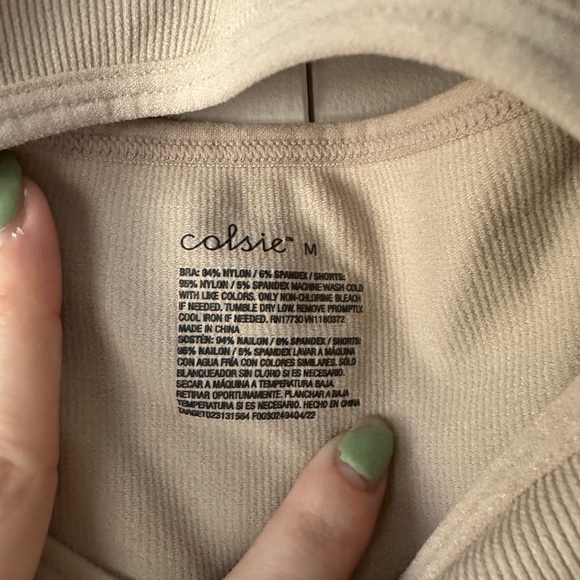 colsie™ M
BRA: 94% NYLON / 6% SPANDEX / SHORTS:
95% NYLON / 5% SPANDEX MACHINE WASH COLD
WITH LIKE COLORS. ONLY NON-CHLORINE BLEACH
IF NEEDED. TUMBLE DRY LOW. REMOVE PROMPTLY.
COOL IRON IF NEEDED. RN17730 VN1180372
MADE IN CHINA
SOSTÉN: 94% NAILON / 6% SPANDEX / SHORTS:
95% NAILON / 5% SPANDEX LAVAR A MÁQUINA
CON AGUA FRÍA CON COLORES SIMILARES. SÓLO
BLANQUEADOR SIN CLORO SI ES NECESARIO.
SECAR A MÁQUINA A TEMPERATURA BAJA.
RETIRAR OPORTUNAMENTE. PLANCHAR A BAJA
TEMPERATURA SI ES NECESARIO. HECHO EN CHINA
TARGET023131564 F0030249404/22